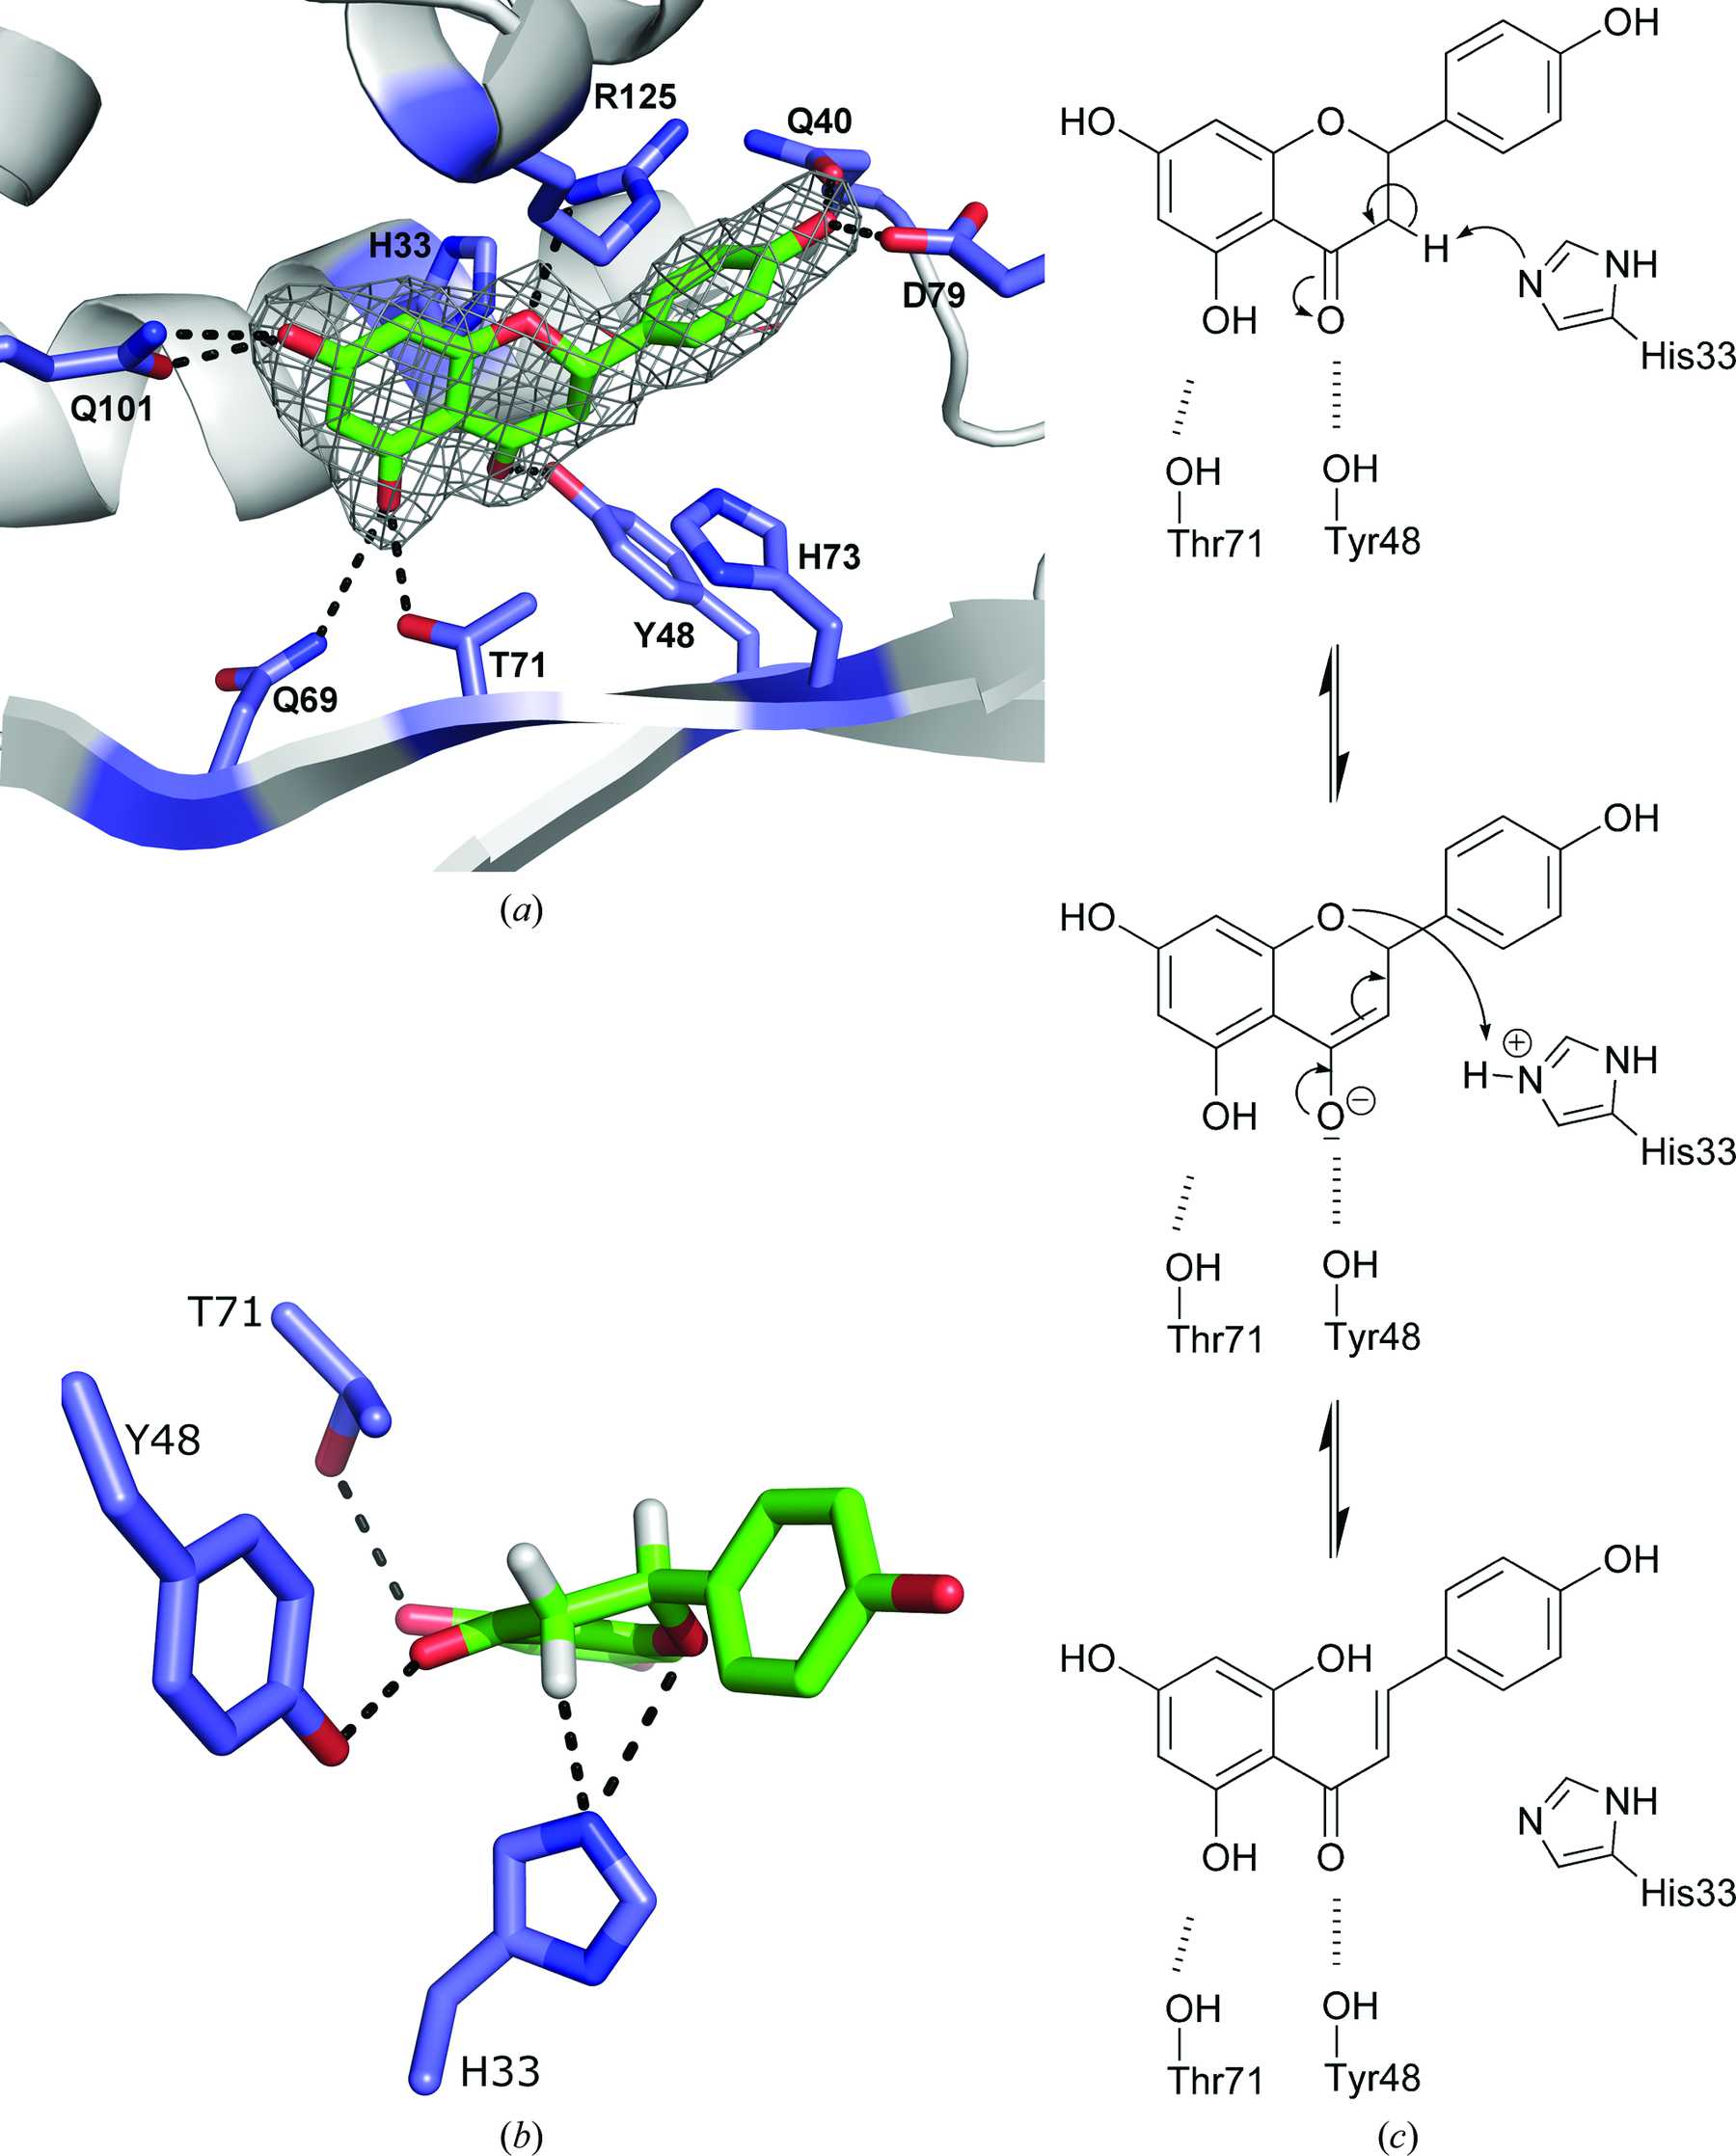 R125
Q40
H33
D79
Q101
H73
Y48
T71
Q69
(a)
T71
Y48
H33
(b)
OH
HO
O
H
N
NH
OH
O
His33
OH
OH
Thr71
Tyr48
OH
HO
O
⊕
H
N
NH
OH
O
⊖
His33
OH
OH
Thr71
Tyr48
OH
HO
OH
N
NH
OH
O
His33
OH
OH
Thr71
Tyr48
(c)